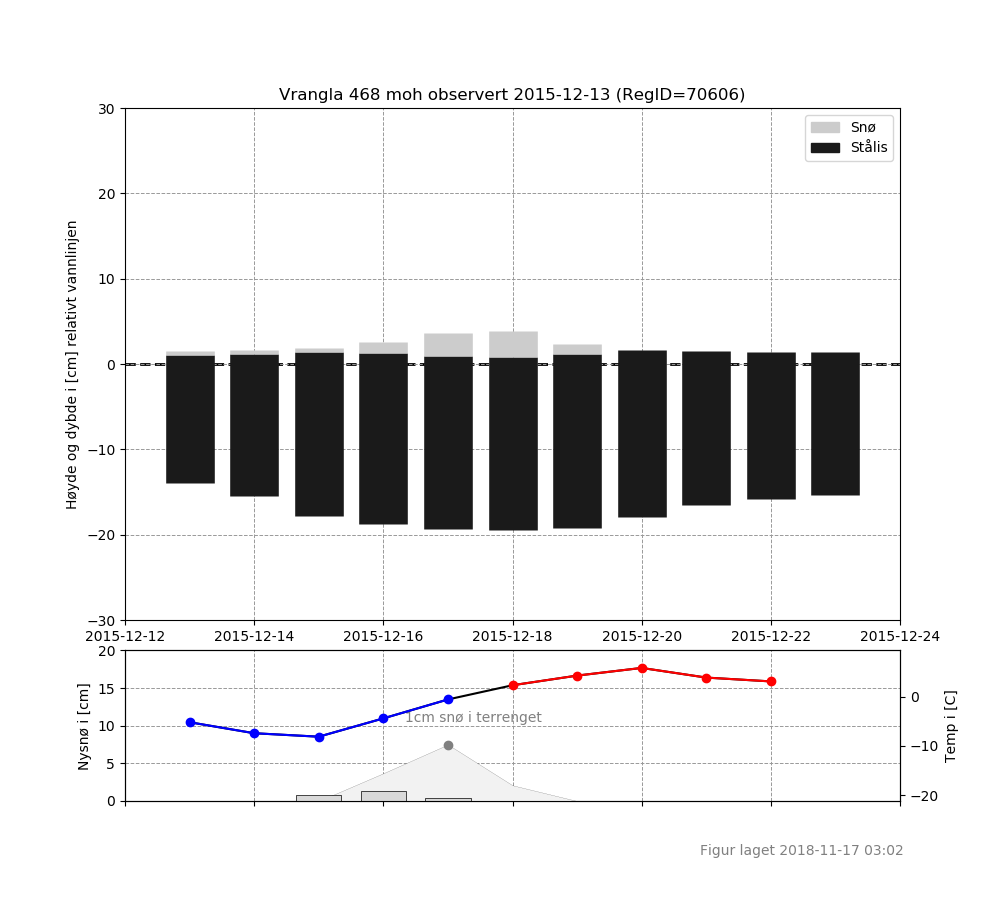 Vrangla 468 moh observert 2015-12-13 (RegID=70606)
Snø
Stålis
Høyde og dybde i [cm] relativt vannlinjen
30
20
10
0
−10
−20
−30
2015-12-12 2015-12-14 2015-12-16 2015-12-18 2015-12-20 2015-12-22 2015-12-24
Nysnø i [cm]
20
15
10
5
0
1cm snø i terrenget
0
−10
−20
Temp i [C]
Figur laget 2018-11-17 03:02